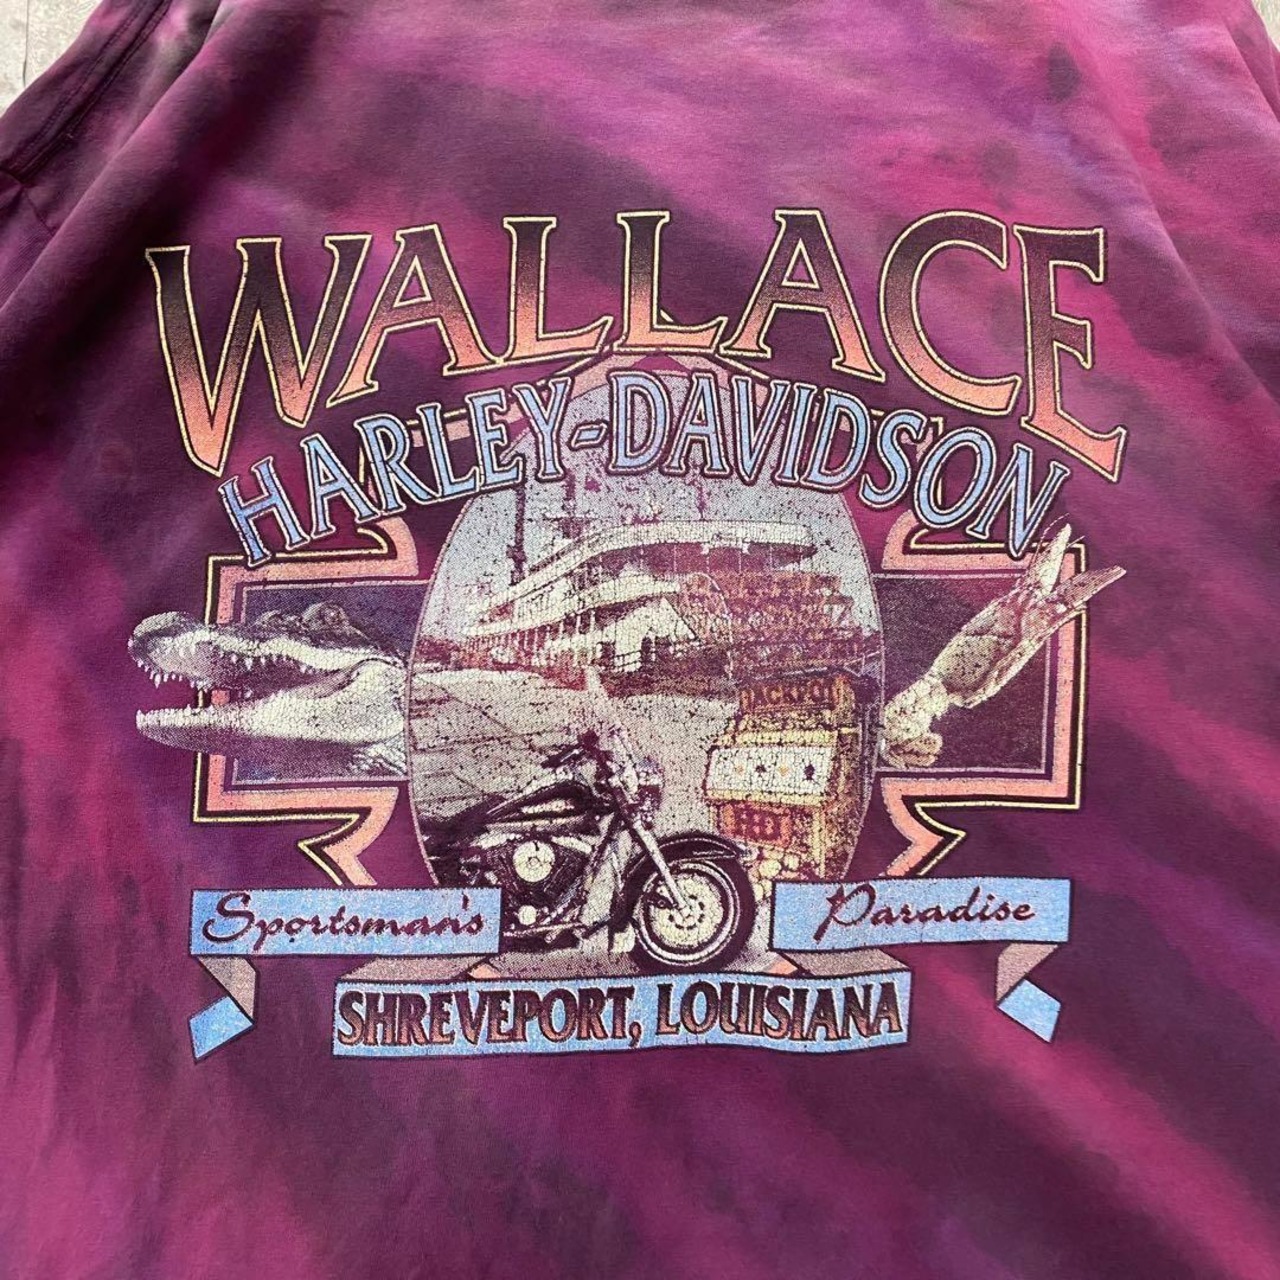 WALLACE
HARLEY-DAVIDSON
JACKPOT
Sportsman's Paradise
SHREVEPORT, LOUISIANA